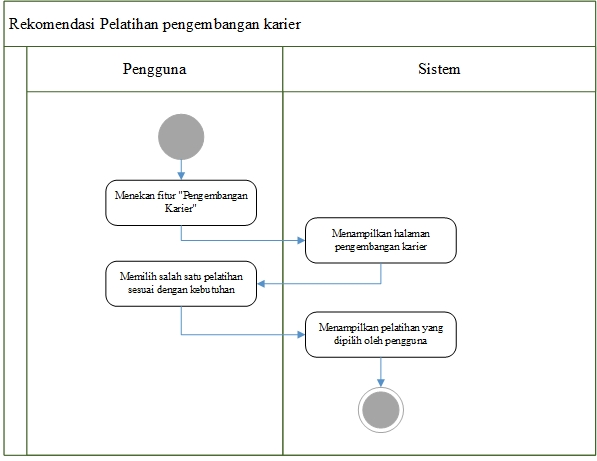 Rekomendasi Pelatihan pengembangan karier
Pengguna
Sistem
Menekan fitur "Pengembangan
Karier"
Menampilkan halaman
pengembangan karier
Memilih salah satu pelatihan
sesuai dengan kebutuhan
Menampilkan pelatihan yang
dipilih oleh pengguna